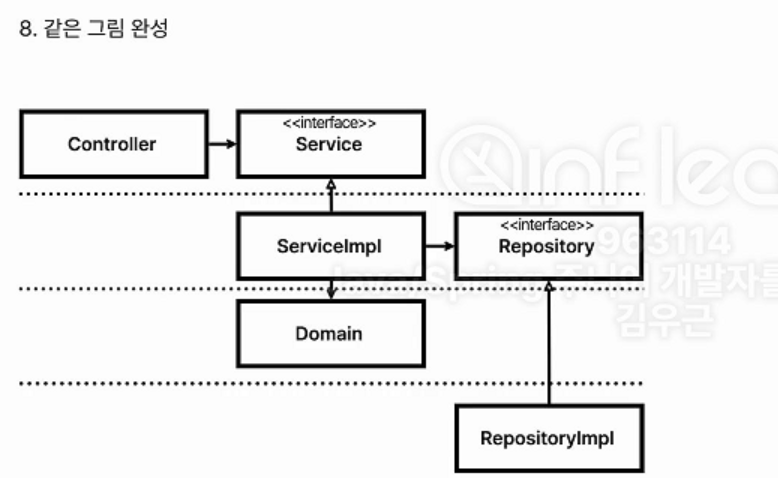 8. 같은 그림 완성
Controller
<<interface>>
Service
ServiceImpl
<<interface>>
Repository
Domain
RepositoryImpl
inflea
963114
Java/Spring 주니어 개발자를
김우근